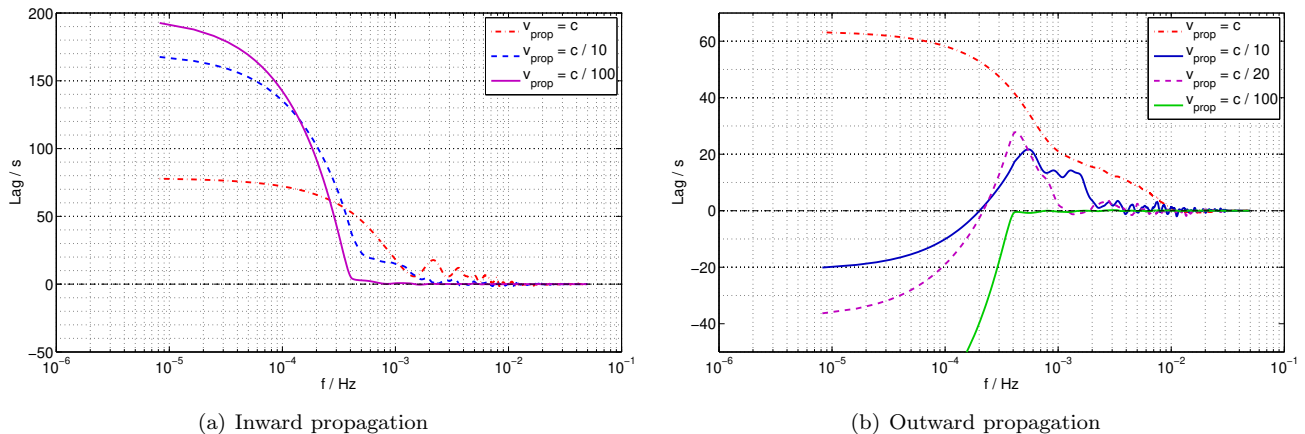 200
150
100
50
0
−50
Lag / s
10⁻⁶ 10⁻⁵ 10⁻⁴ 10⁻³ 10⁻² 10⁻¹
f / Hz
v_prop = c
v_prop = c / 10
v_prop = c / 100
(a) Inward propagation
60
40
20
0
−20
−40
Lag / s
10⁻⁶ 10⁻⁵ 10⁻⁴ 10⁻³ 10⁻² 10⁻¹
f / Hz
v_prop = c
v_prop = c / 10
v_prop = c / 20
v_prop = c / 100
(b) Outward propagation